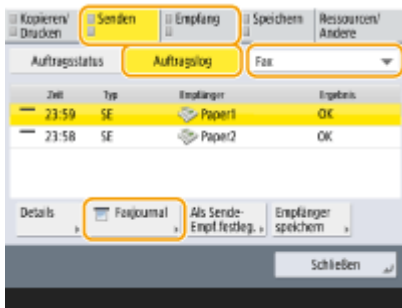 Kopieren/
Drucken
Senden
Empfang
Speichern
Ressourcen/
Andere
Auftragsstatus
Auftragslog
Fax
Zeit Typ Empfänger Ergebnis
23:59 SE Paper1 OK
23:58 SE Paper2 OK
Details
Faxjournal
Als Sende-
Empf.festleg.
Empfänger
speichern
Schließen